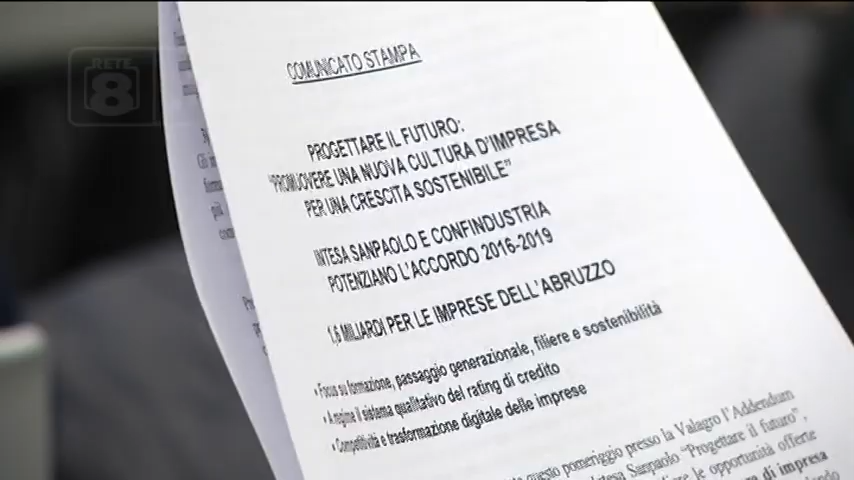 RETE
8
COMUNICATO STAMPA
PROGETTARE IL FUTURO:
"PROMUOVERE UNA NUOVA CULTURA D'IMPRESA
PER UNA CRESCITA SOSTENIBILE"
INTESA SANPAOLO E CONFINDUSTRIA
POTENZIANO L'ACCORDO 2016-2019
1,6 MILIARDI PER LE IMPRESE DELL'ABRUZZO
• Focus su formazione, passaggio generazionale, filiere e sostenibilità
• A regime il sistema qualitativo del rating di credito
• Competitività e trasformazione digitale delle imprese
questo pomeriggio presso la Valagro l'Addendum
Sanpaolo "Progettare il futuro",
le opportunità offerte
di impresa